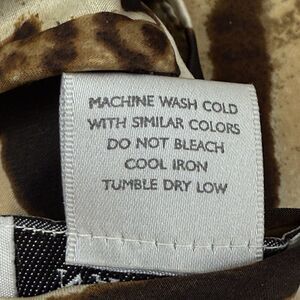 MACHINE WASH COLD
WITH SIMILAR COLORS
DO NOT BLEACH
COOL IRON
TUMBLE DRY LOW